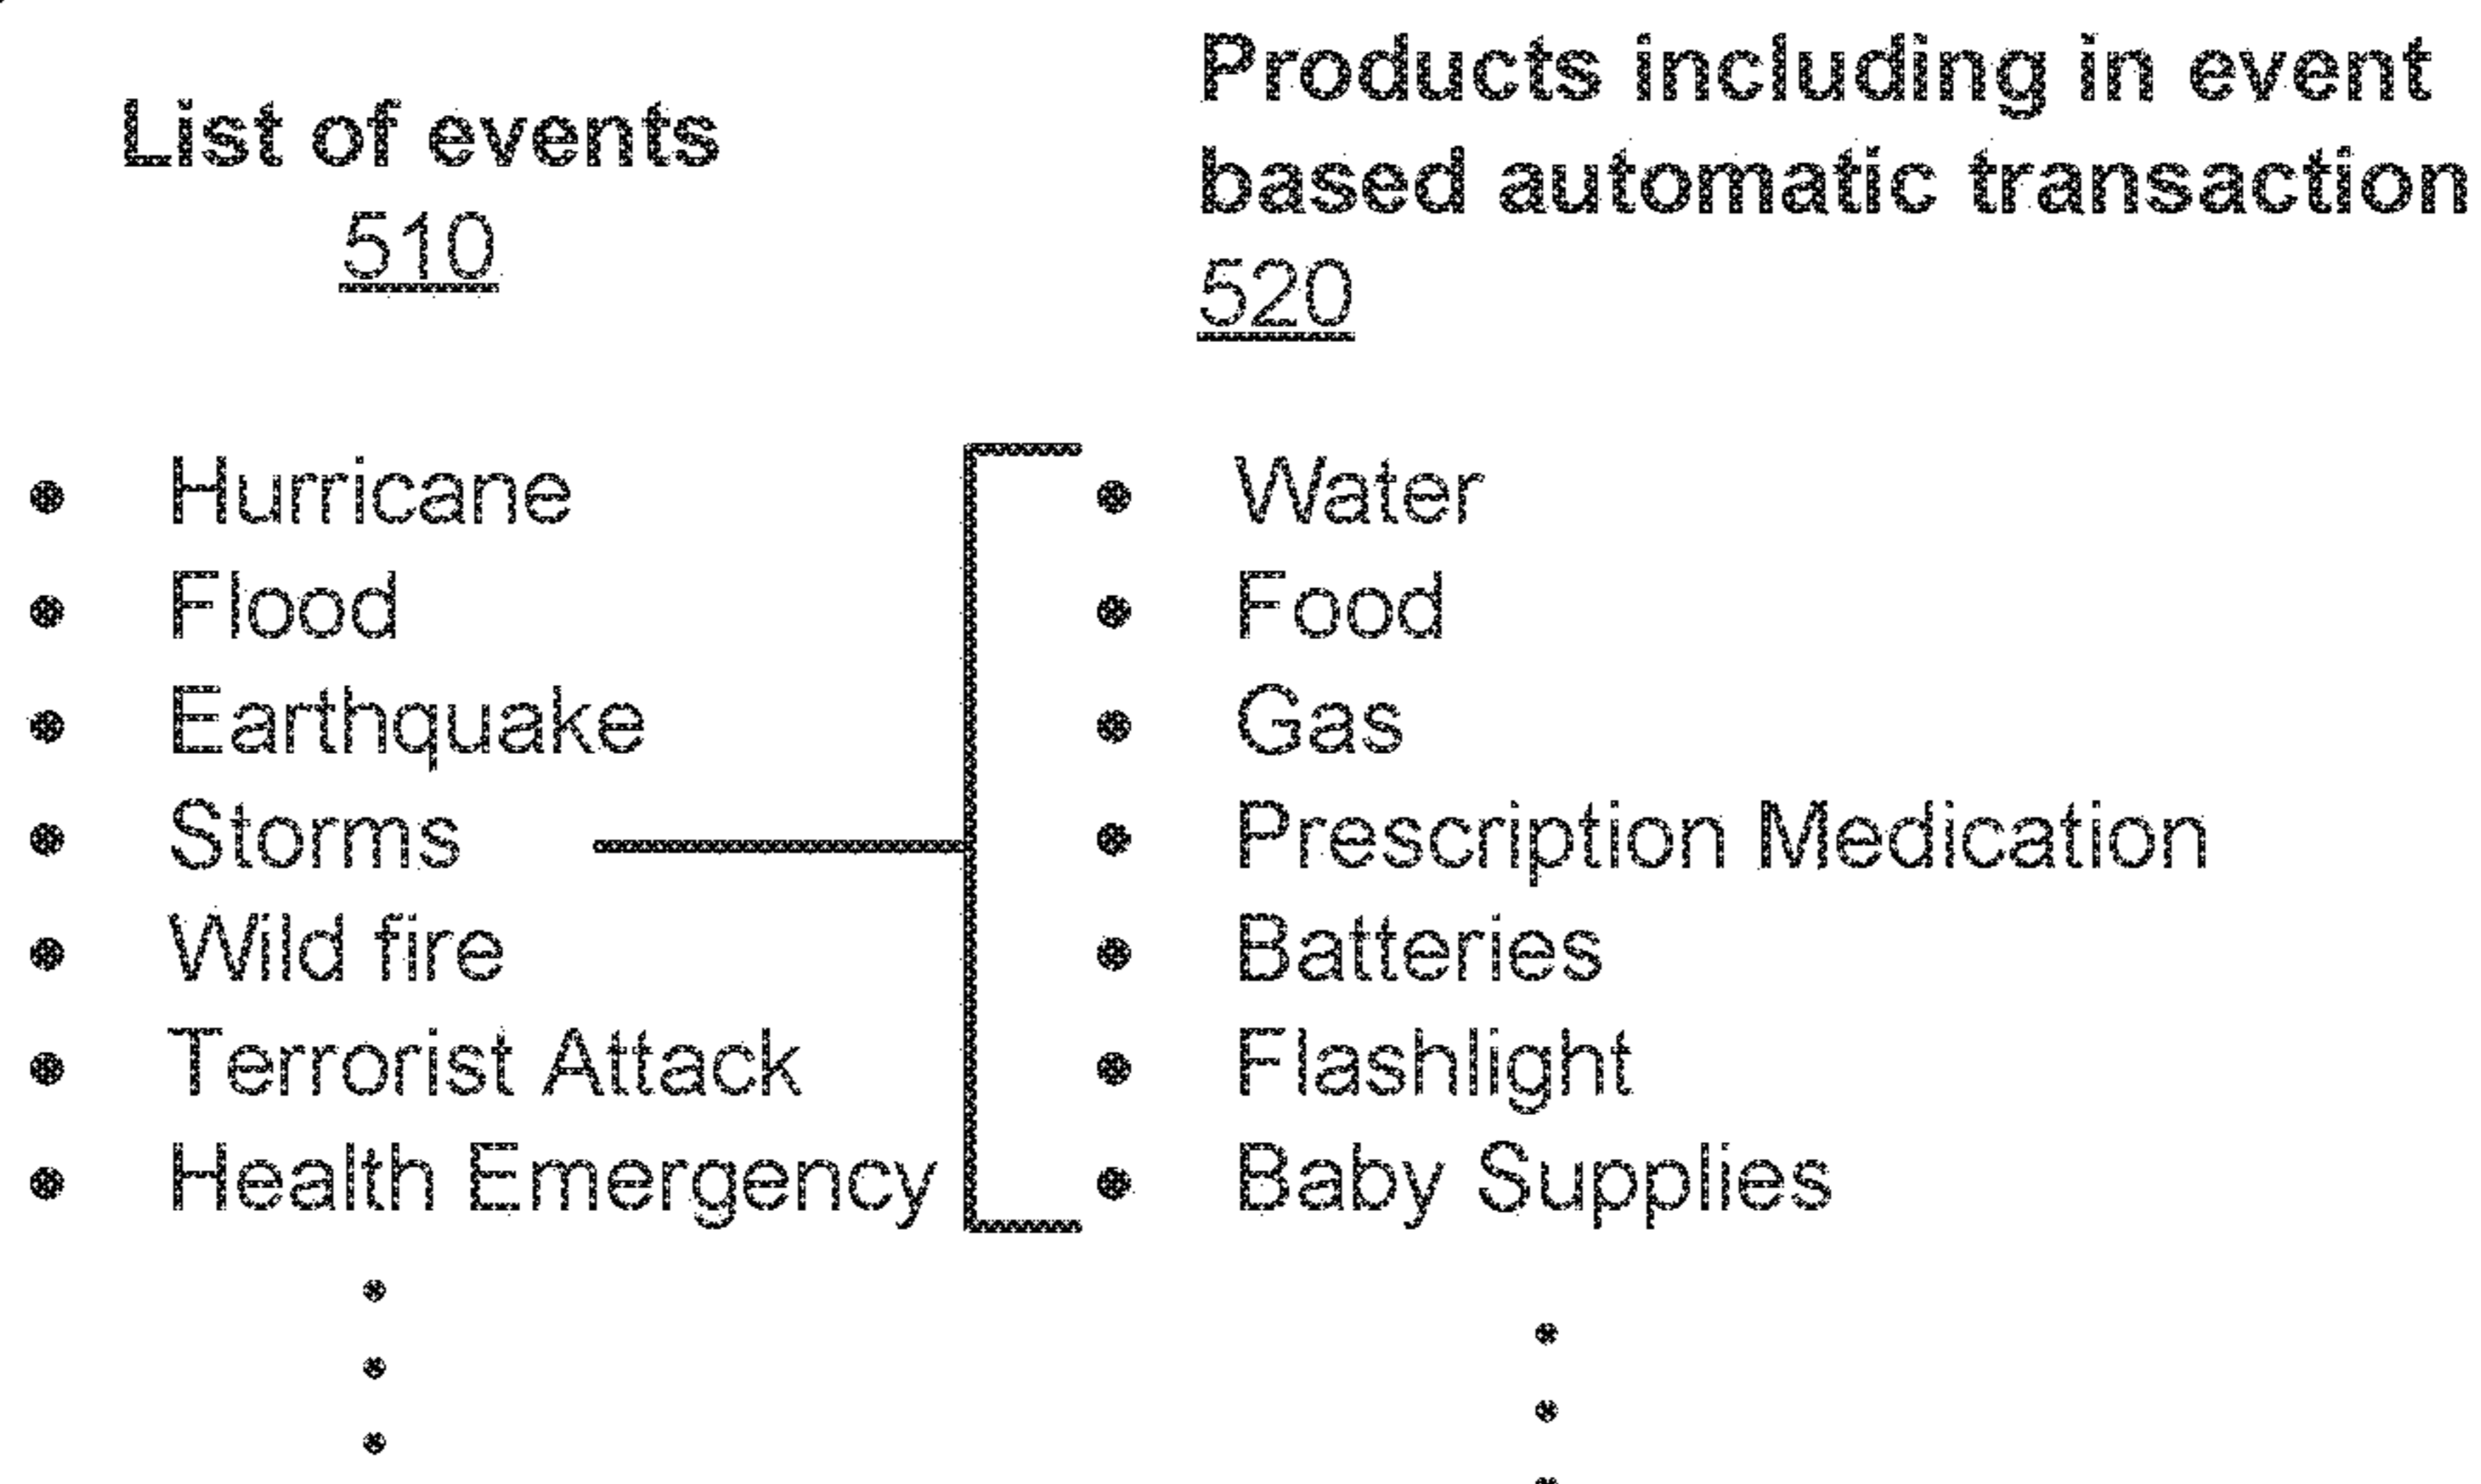 List of events
510
• Hurricane
• Flood
• Earthquake
• Storms
• Wild fire
• Terrorist Attack
• Health Emergency
Products including in event
based automatic transaction
520
• Water
• Food
• Gas
• Prescription Medication
• Batteries
• Flashlight
• Baby Supplies